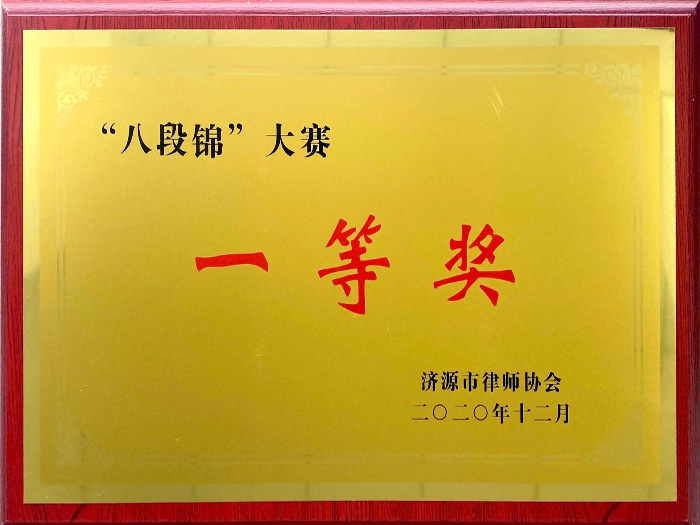 “八段锦”大赛
一等奖
济源市律师协会
二〇二〇年十二月